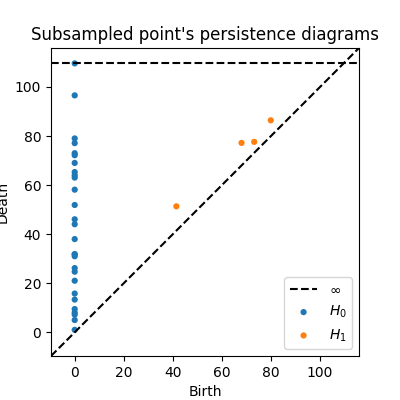 Subsampled point's persistence diagrams
100
80
60
40
20
0
Death
0 20 40 60 80 100
Birth
∞
H₀
H₁